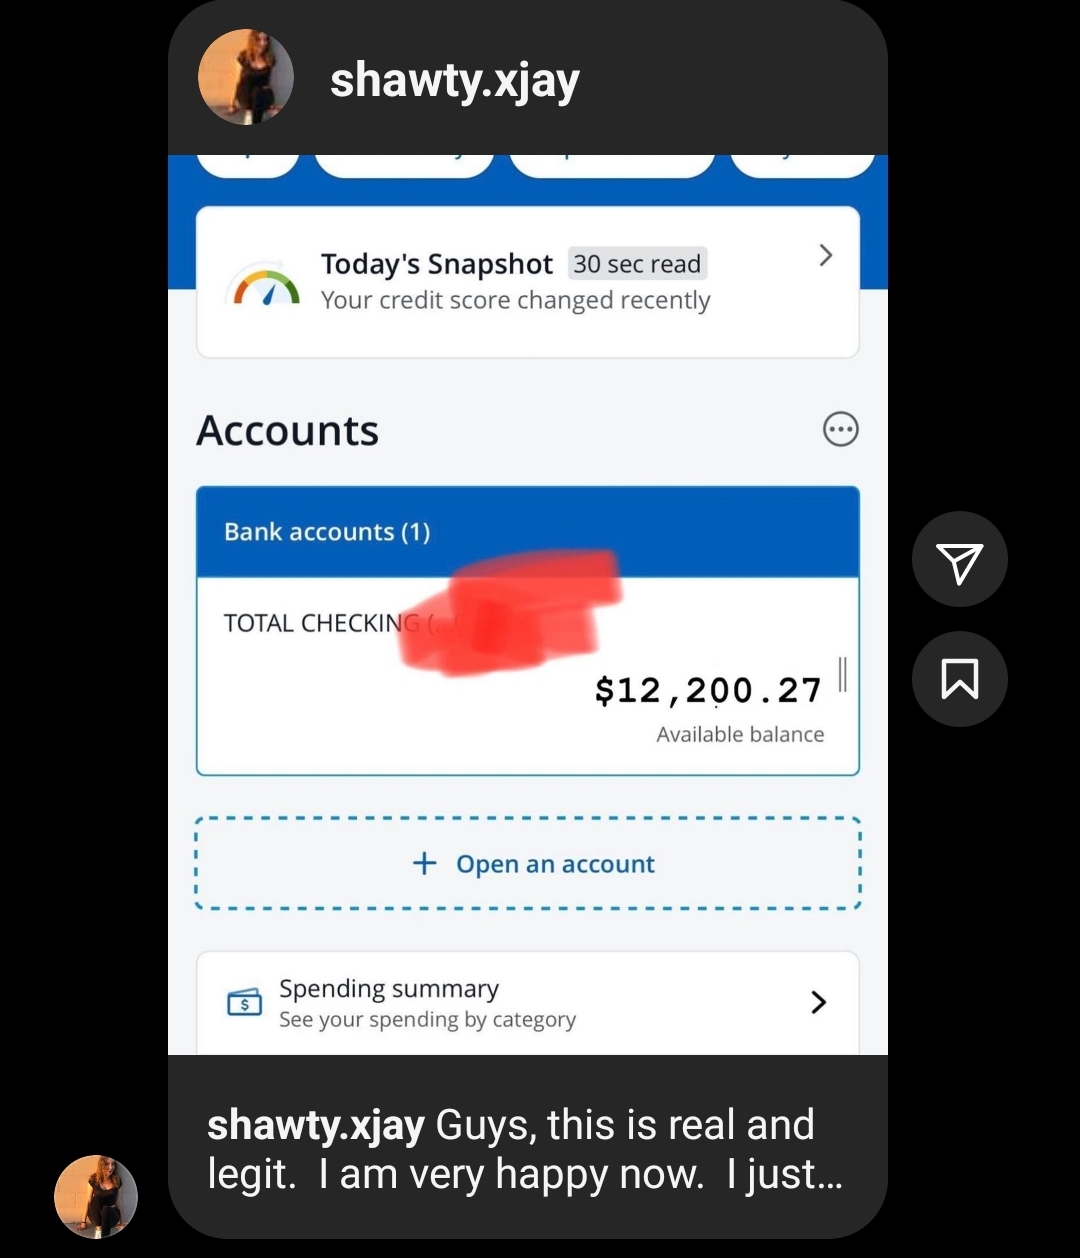 shawty.xjay
Today's Snapshot 30 sec read
Your credit score changed recently
Accounts
Bank accounts (1)
TOTAL CHECKING (...
$12,200.27
Available balance
+ Open an account
$ Spending summary
See your spending by category
shawty.xjay Guys, this is real and
legit. I am very happy now. I just...